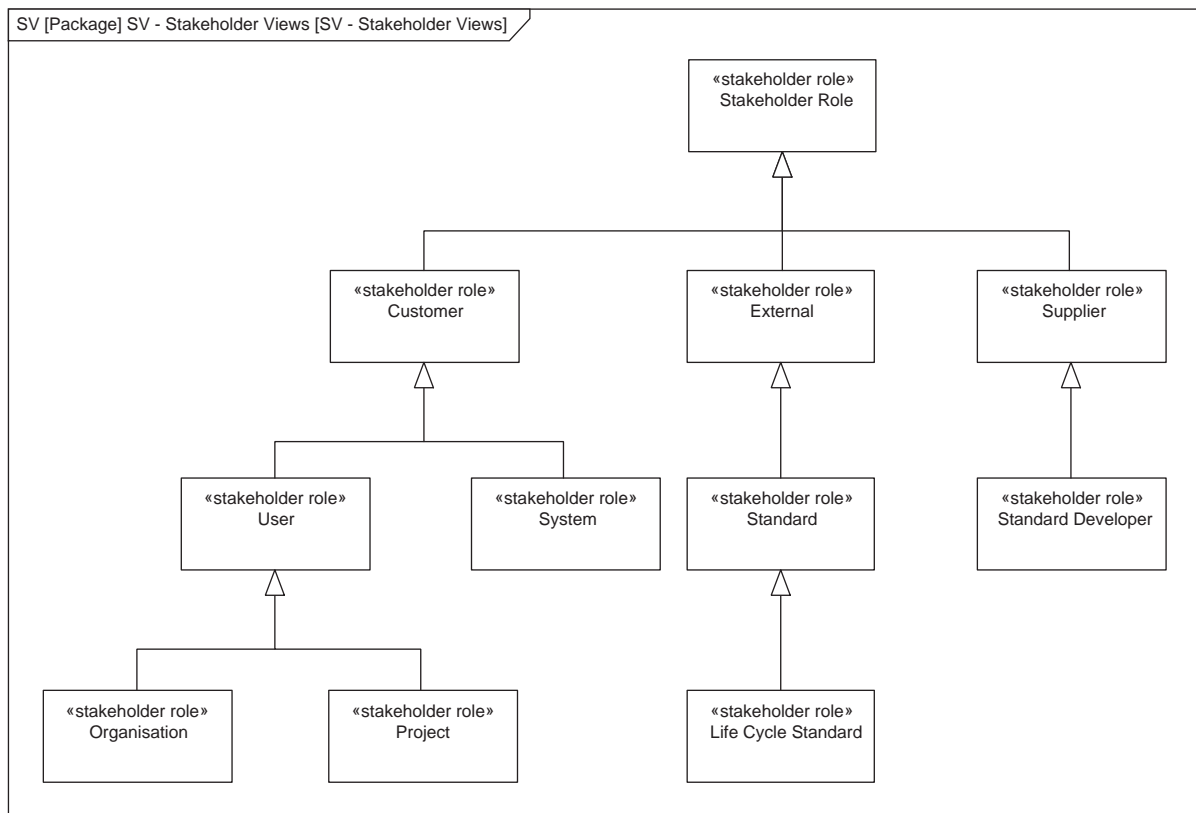 SV [Package] SV - Stakeholder Views [SV - Stakeholder Views]
«stakeholder role»
Stakeholder Role
«stakeholder role»
Customer
«stakeholder role»
External
«stakeholder role»
Supplier
«stakeholder role»
User
«stakeholder role»
System
«stakeholder role»
Standard
«stakeholder role»
Standard Developer
«stakeholder role»
Organisation
«stakeholder role»
Project
«stakeholder role»
Life Cycle Standard